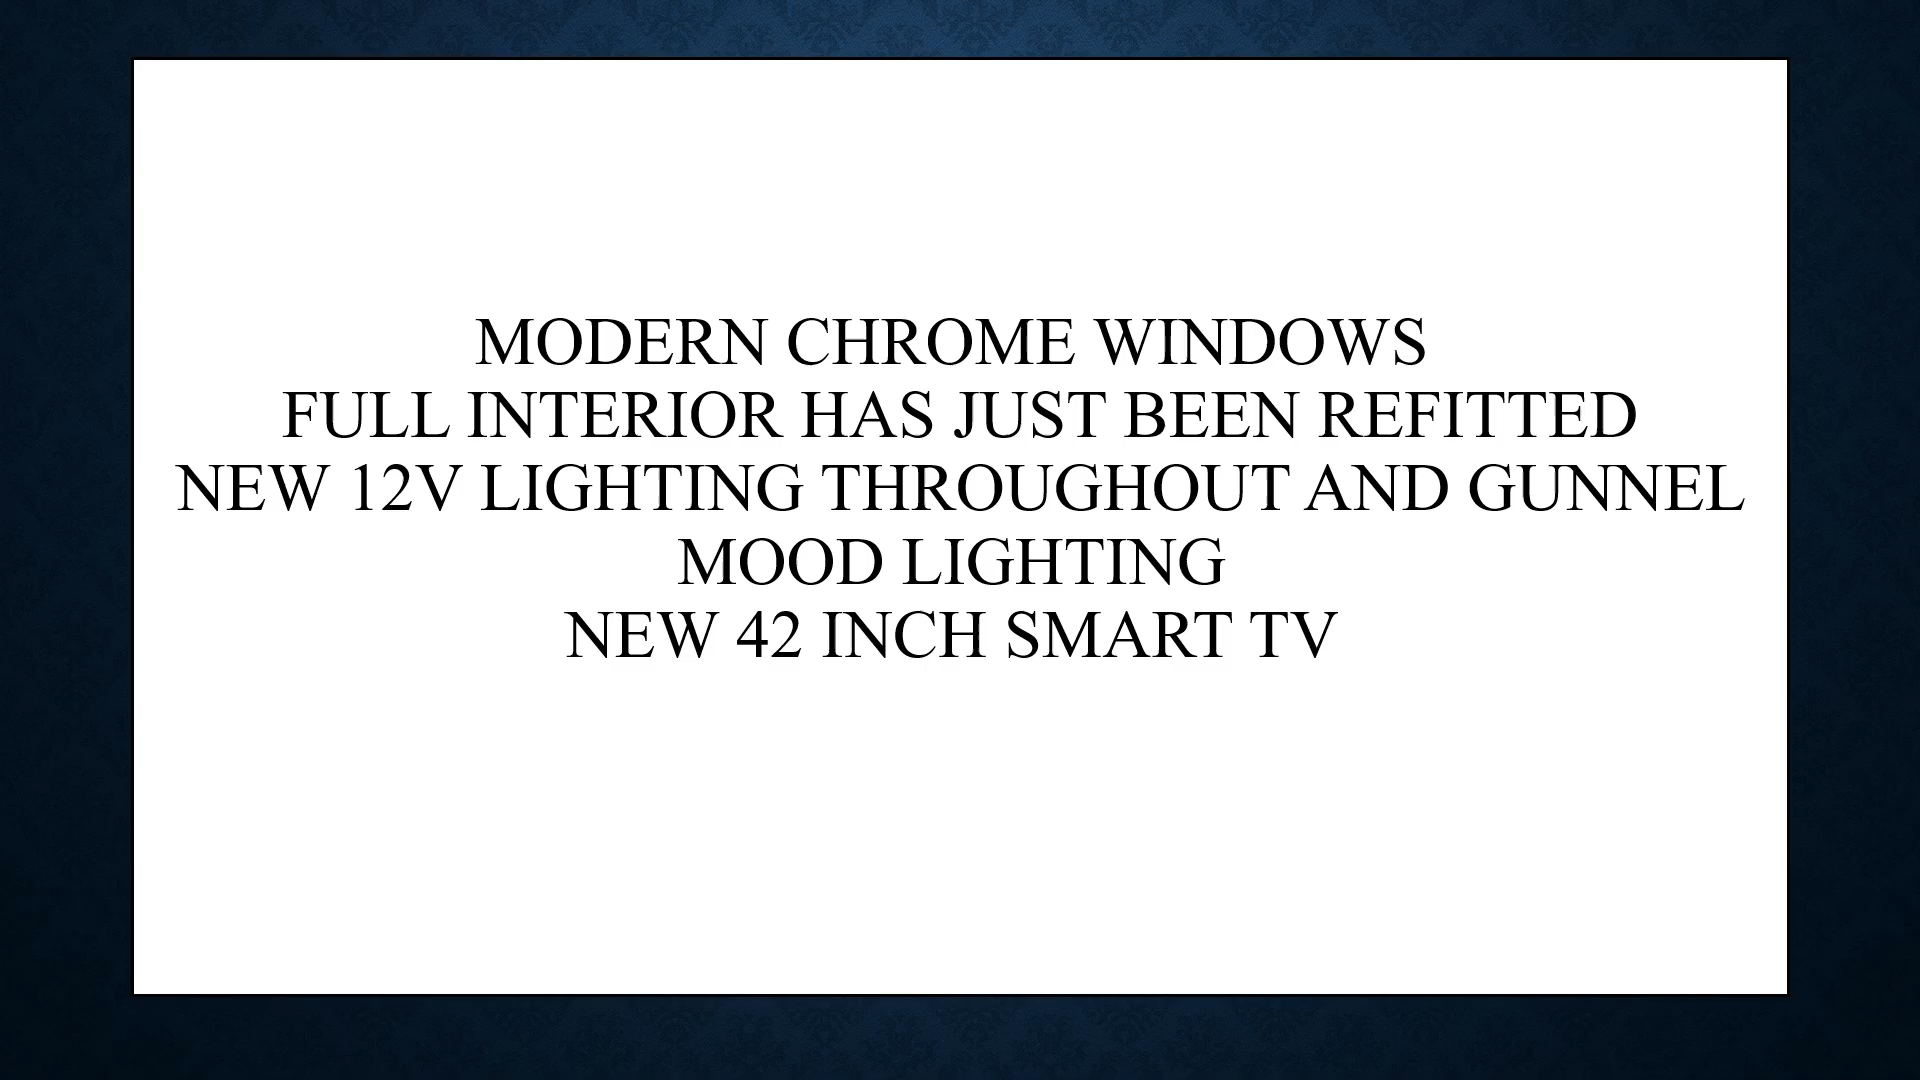 MODERN CHROME WINDOWS
FULL INTERIOR HAS JUST BEEN REFITTED
NEW 12V LIGHTING THROUGHOUT AND GUNNEL
MOOD LIGHTING
NEW 42 INCH SMART TV